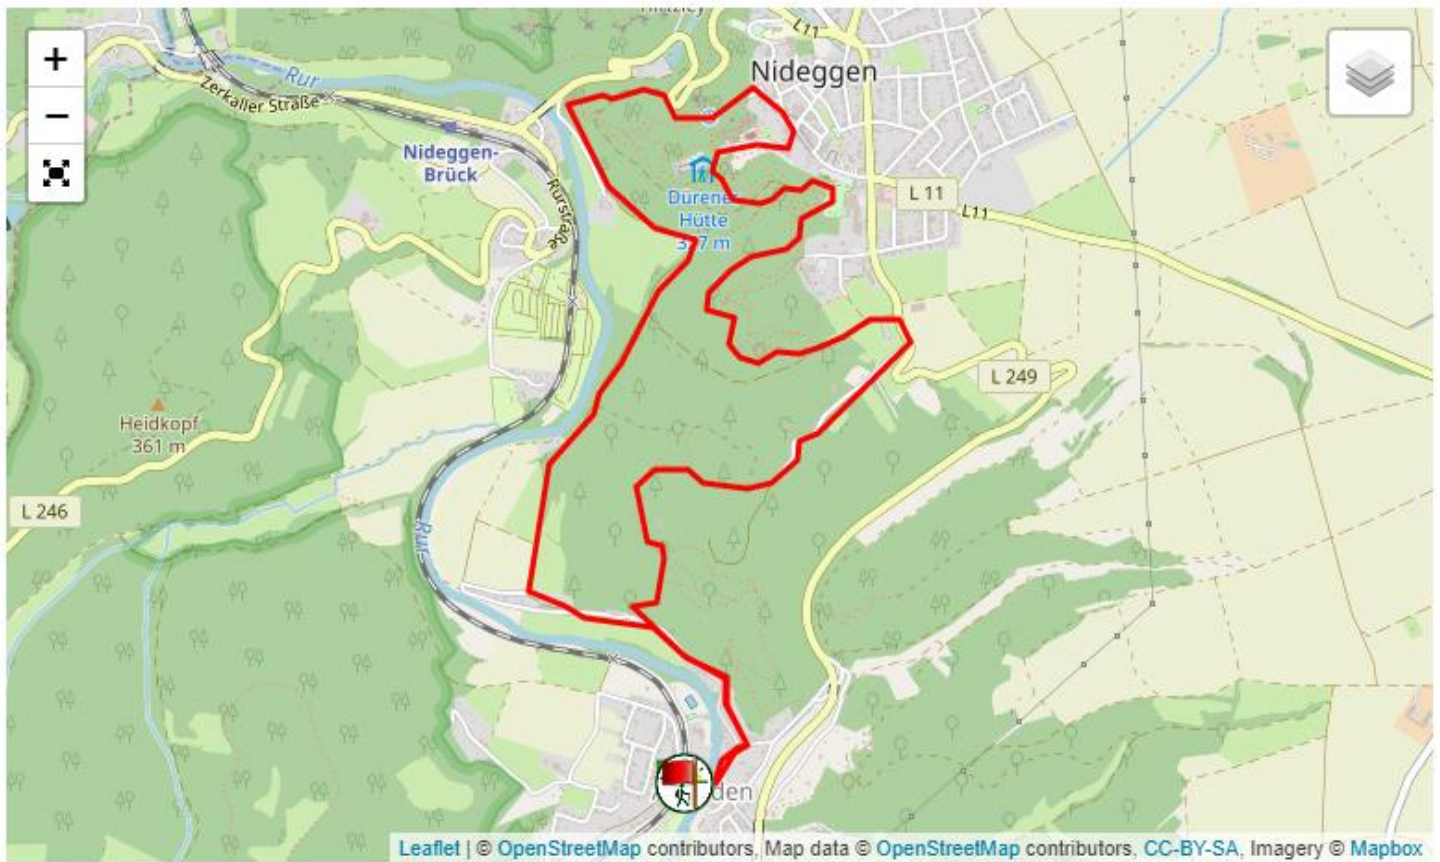 +
L11
Nideggen
−
Rur
Zerkaller Straße
Nideggen-
Brück
Rurstraße
L 11
L11
Hütte
Heidkopf
361 m
L 249
L 246
Rur
Leaflet | © OpenStreetMap contributors, Map data © OpenStreetMap contributors, CC-BY-SA, Imagery © Mapbox